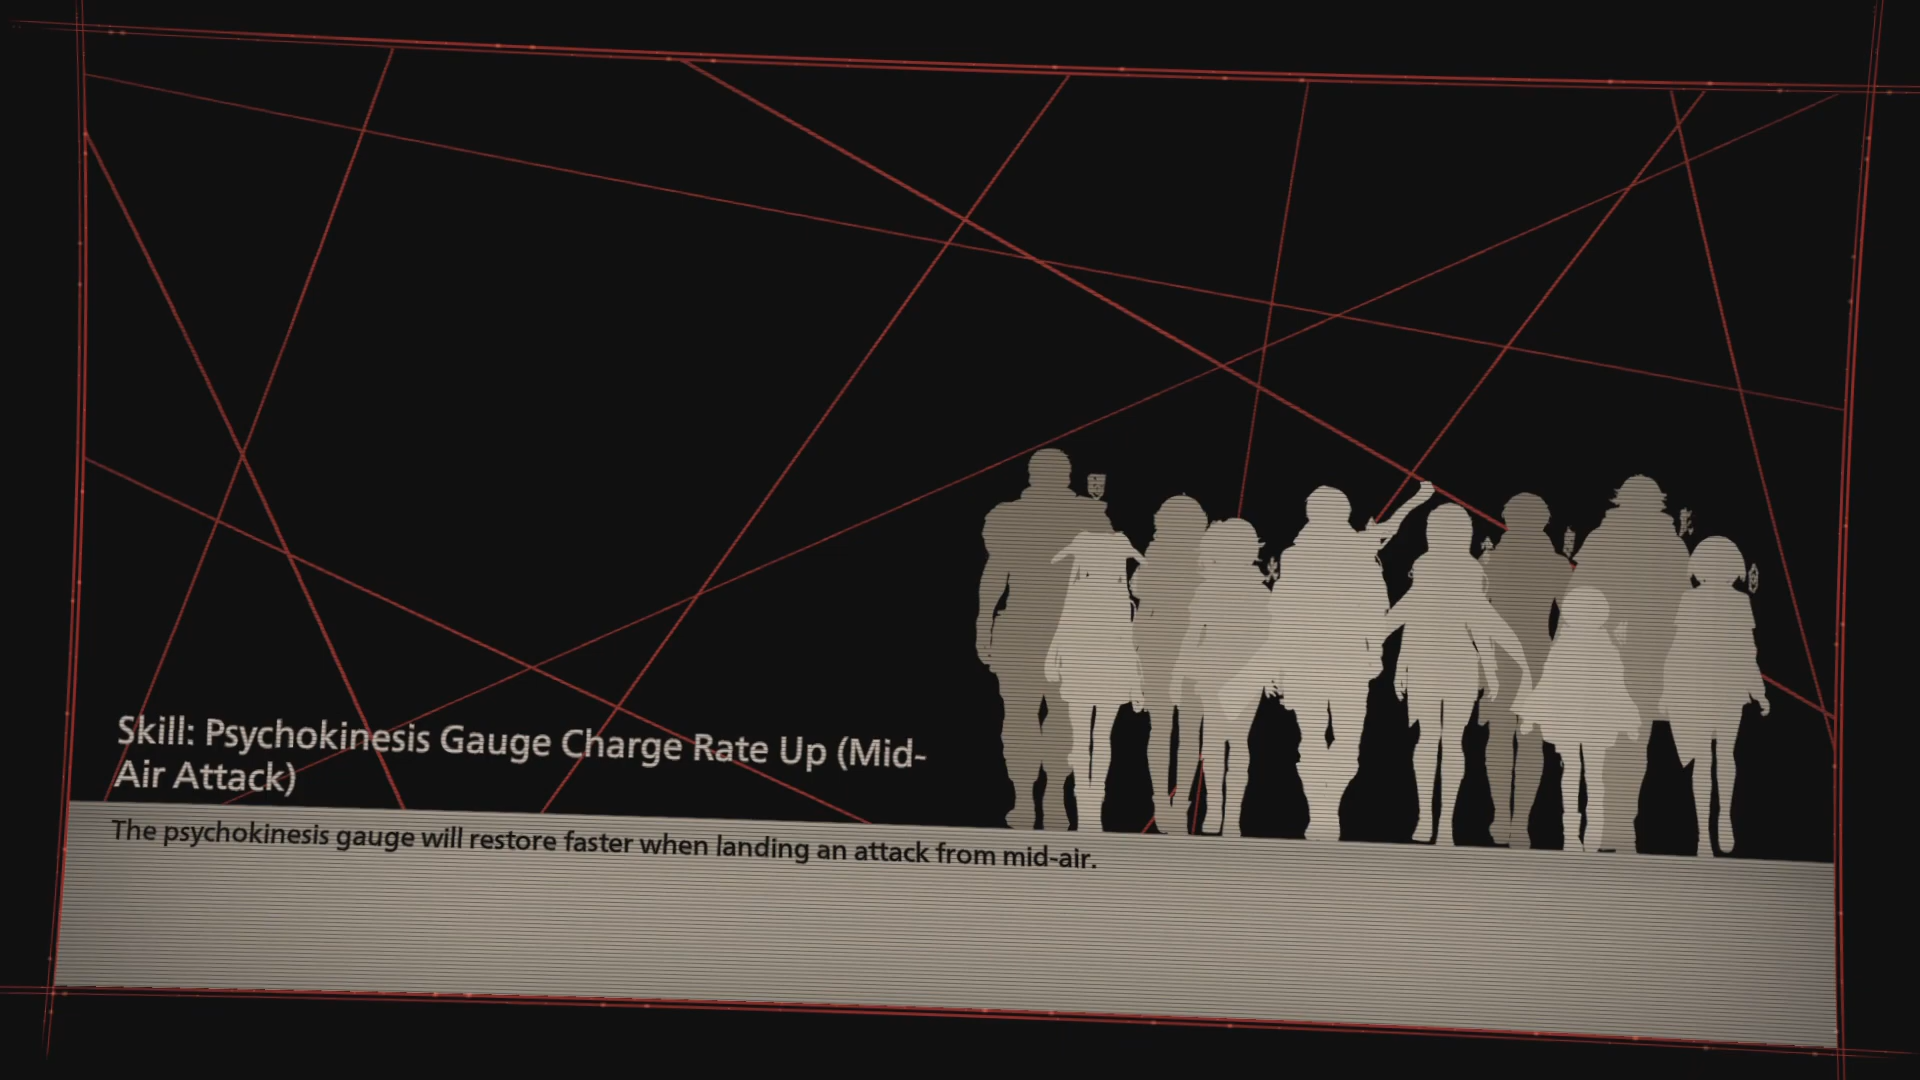 Skill: Psychokinesis Gauge Charge Rate Up (Mid-
Air Attack)
The psychokinesis gauge will restore faster when landing an attack from mid-air.